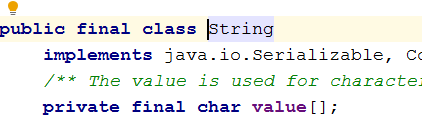 public final class String
implements java.io.Serializable, Co
/** The value is used for character
private final char value[];